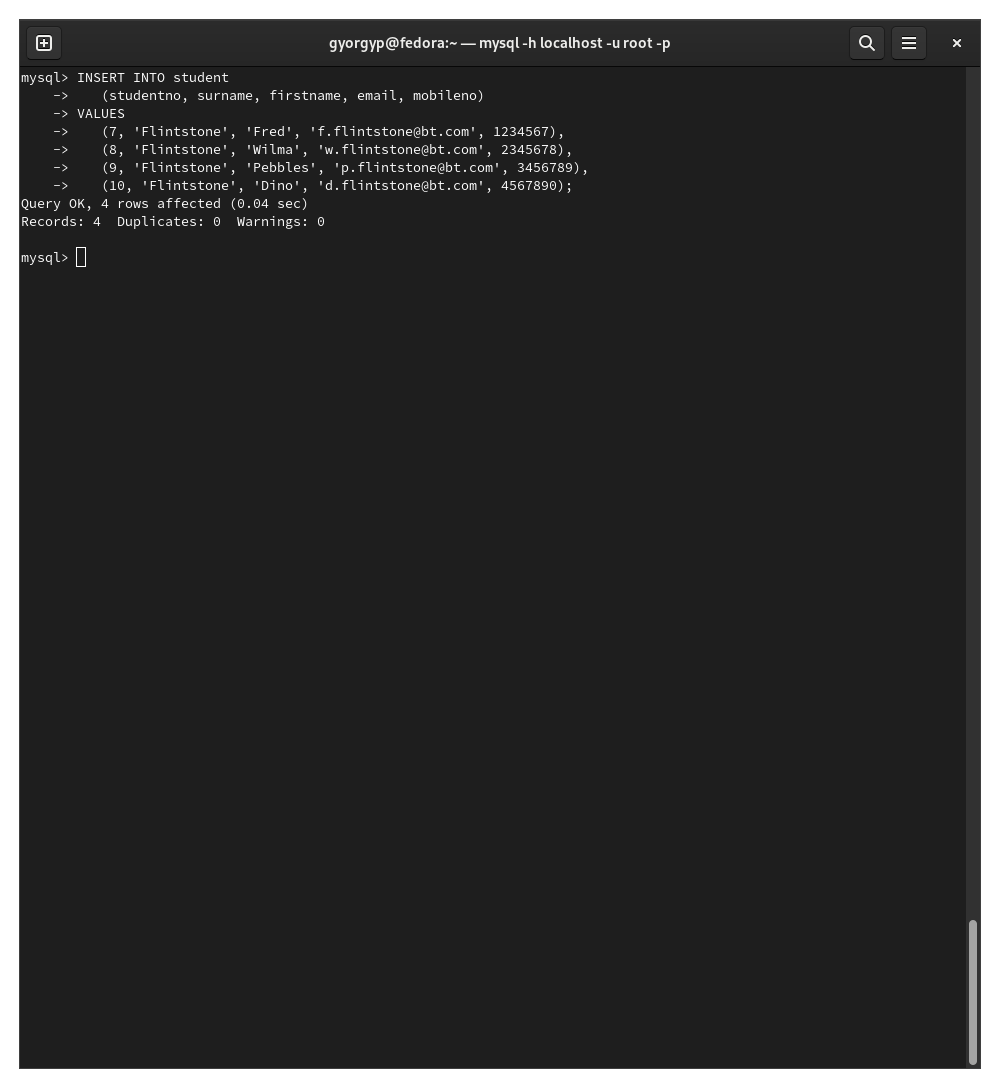 gyorgyp@fedora:~ — mysql -h localhost -u root -p
mysql> INSERT INTO student
    ->    (studentno, surname, firstname, email, mobileno)
    -> VALUES
    ->    (7, 'Flintstone', 'Fred', 'f.flintstone@bt.com', 1234567),
    ->    (8, 'Flintstone', 'Wilma', 'w.flintstone@bt.com', 2345678),
    ->    (9, 'Flintstone', 'Pebbles', 'p.flintstone@bt.com', 3456789),
    ->    (10, 'Flintstone', 'Dino', 'd.flintstone@bt.com', 4567890);
Query OK, 4 rows affected (0.04 sec)
Records: 4  Duplicates: 0  Warnings: 0
mysql>